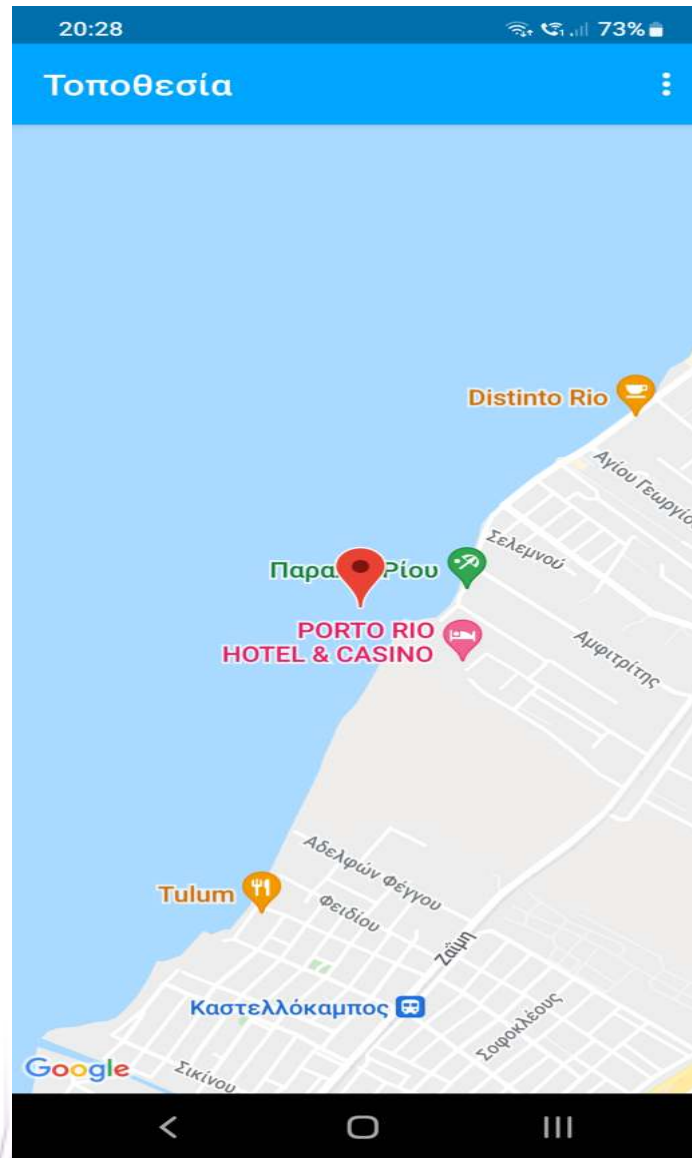 20:28
73%
Τοποθεσία
Distinto Rio
Αγίου Γεωργίο
Σελεμνού
Παρα Ρίου
PORTO RIO
HOTEL & CASINO
Αμφιτρίτης
Αδελφών Φέγγου
Tulum
Φειδίου
Ζαΐμη
Καστελλόκαμπος
Σοφοκλέους
Google
Σικίνου